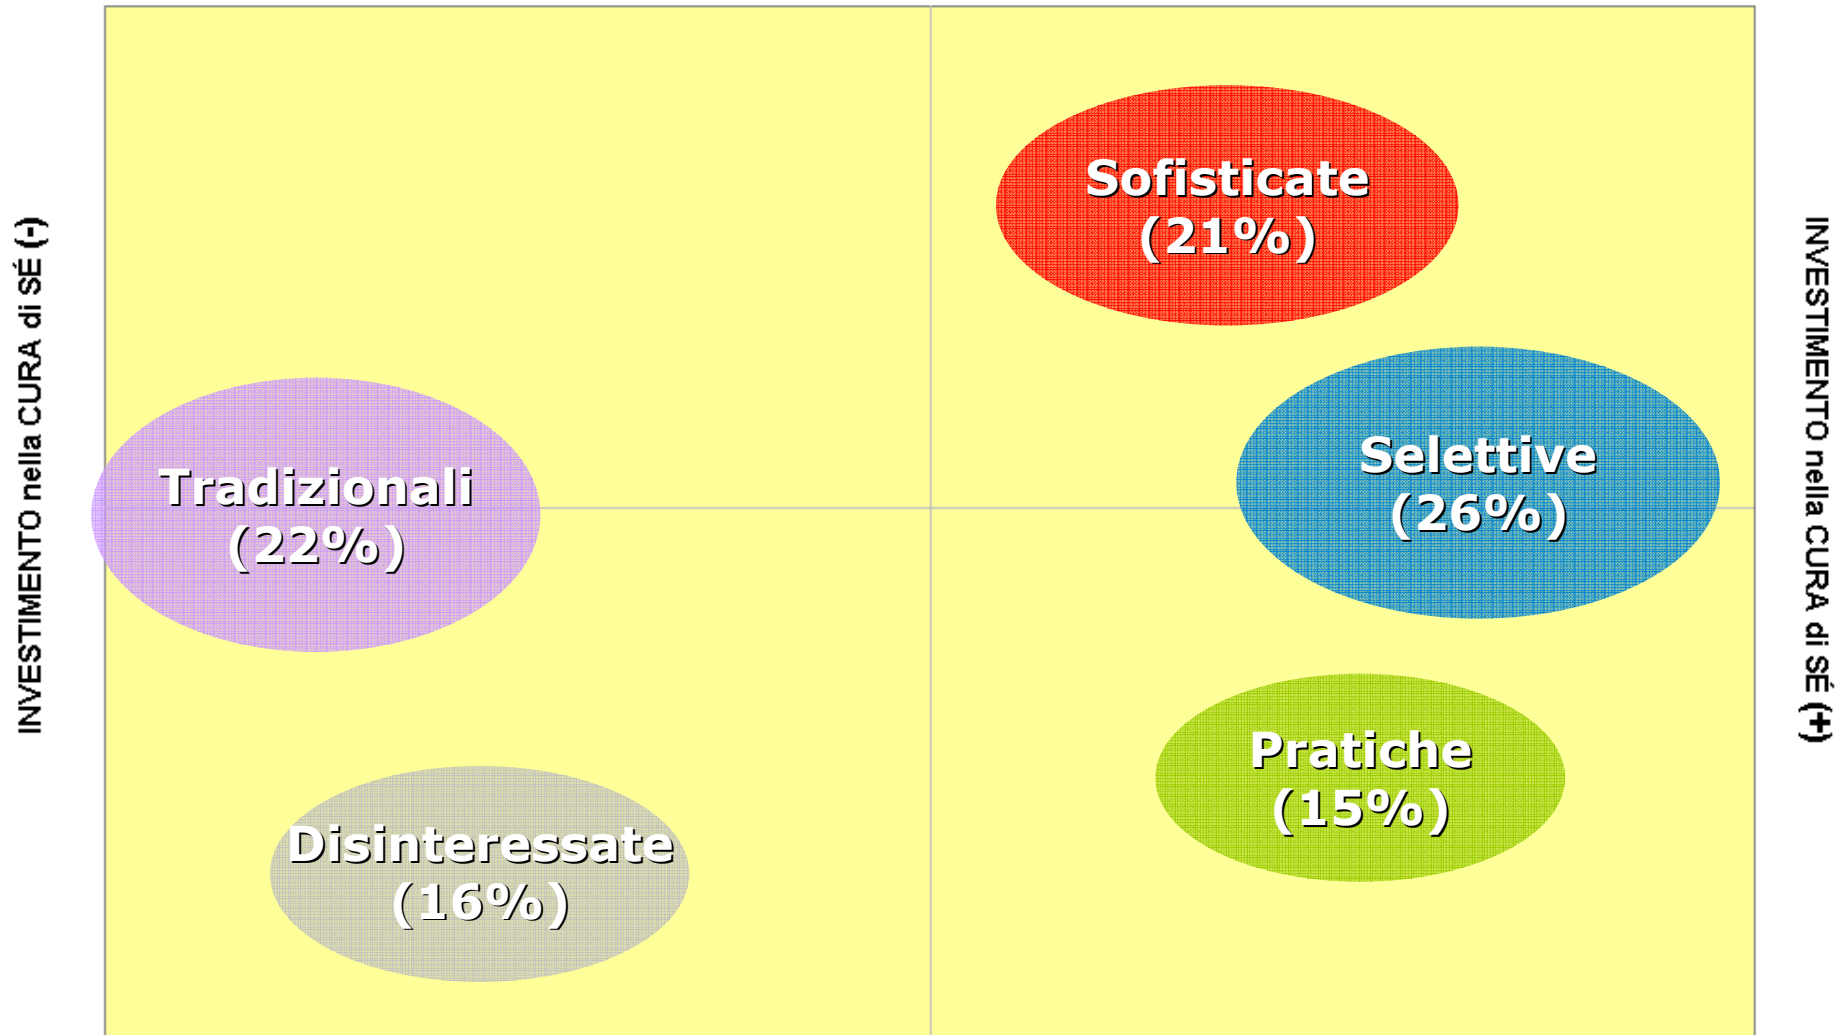 INVESTIMENTO nella CURA di SÉ (-)
Sofisticate
(21%)
Selettive
(26%)
Tradizionali
(22%)
Pratiche
(15%)
Disinteressate
(16%)
INVESTIMENTO nella CURA di SÉ (+)